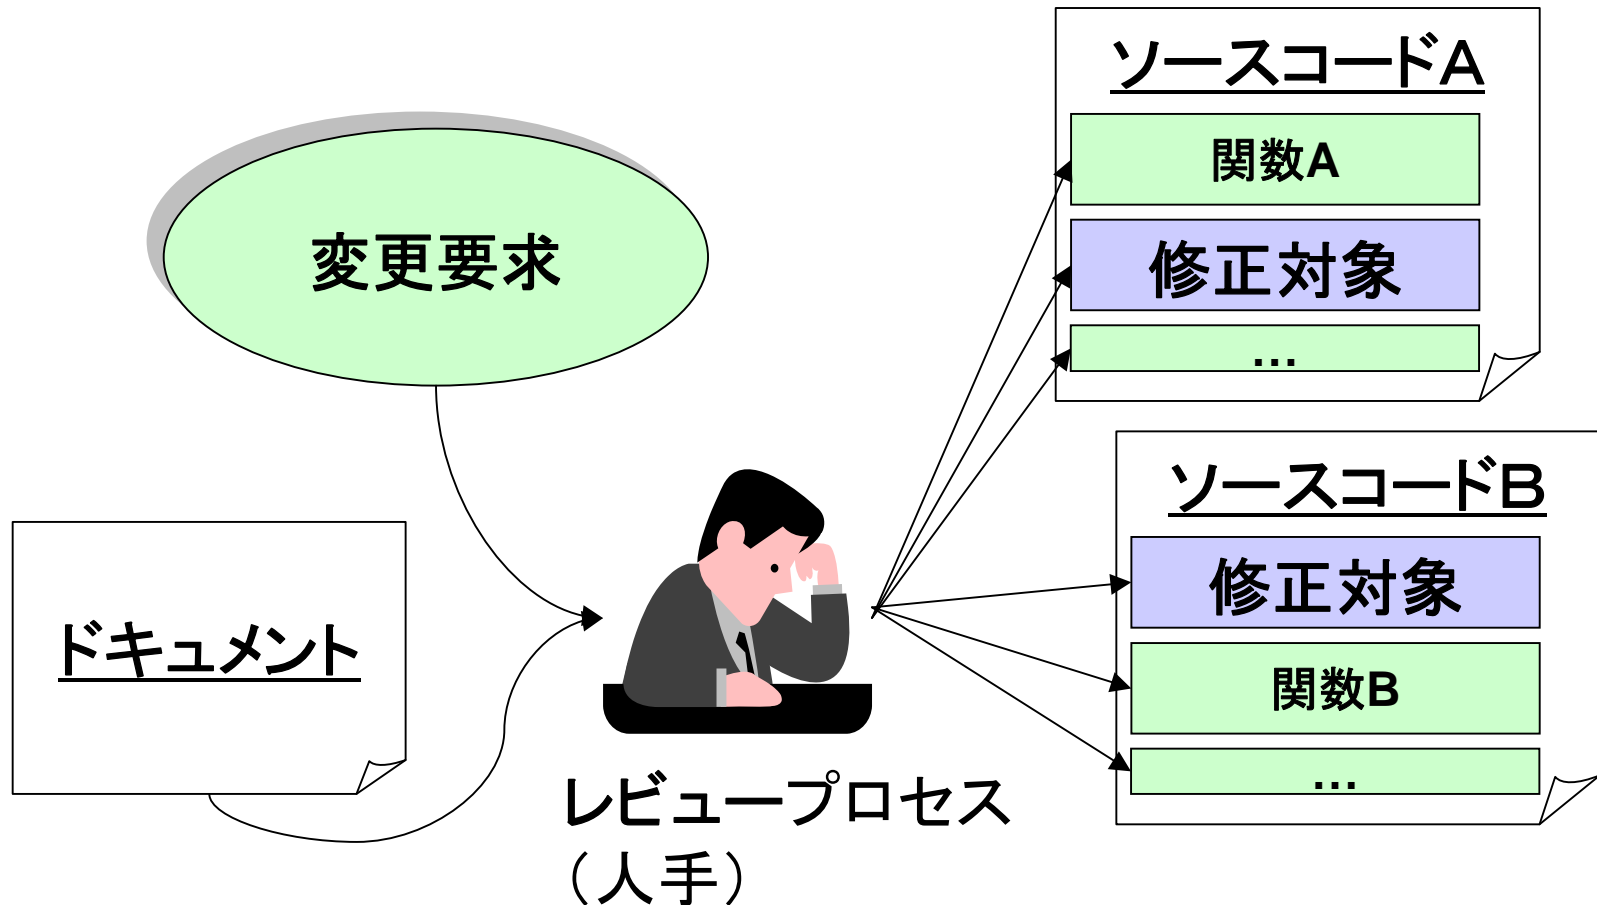 変更要求
ドキュメント
レビュープロセス
（人手）
ソースコードＡ
関数A
修正対象
…
ソースコードＢ
修正対象
関数B
…